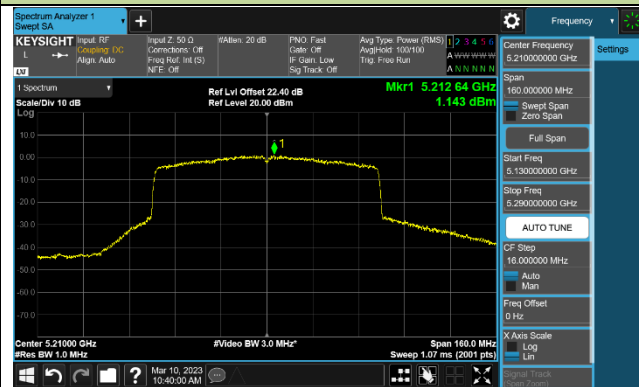 Spectrum Analyzer 1
Swept SA
Frequency
KEYSIGHT
L
LXI
Input: RF
Coupling: DC
Align: Auto
Input Z: 50 Ω
Corrections: Off
Freq Ref: Int (S)
NFE: Off
#Atten: 20 dB
PNO: Fast
Gate: Off
IF Gain: Low
Sig Track: Off
Avg Type: Power (RMS)
Avg|Hold: 100/100
Trig: Free Run
1 2 3 4 5 6
A W W W W W
A N N N N N
1 Spectrum
Scale/Div 10 dB
Log
Ref Lvl Offset 22.40 dB
Ref Level 20.00 dBm
Mkr1 5.212 64 GHz
1.143 dBm
1
10.0
0.00
-10.0
-20.0
-30.0
-40.0
-50.0
-60.0
-70.0
Center 5.21000 GHz
#Res BW 1.0 MHz
#Video BW 3.0 MHz*
Span 160.0 MHz
Sweep 1.07 ms (2001 pts)
Center Frequency
5.210000000 GHz
Settings
Span
160.000000 MHz
Swept Span
Zero Span
Full Span
Start Freq
5.130000000 GHz
Stop Freq
5.290000000 GHz
AUTO TUNE
CF Step
16.000000 MHz
Auto
Man
Freq Offset
0 Hz
X Axis Scale
Log
Lin
Signal Track
(Span Zoom)
?
Mar 10, 2023
10:40:00 AM